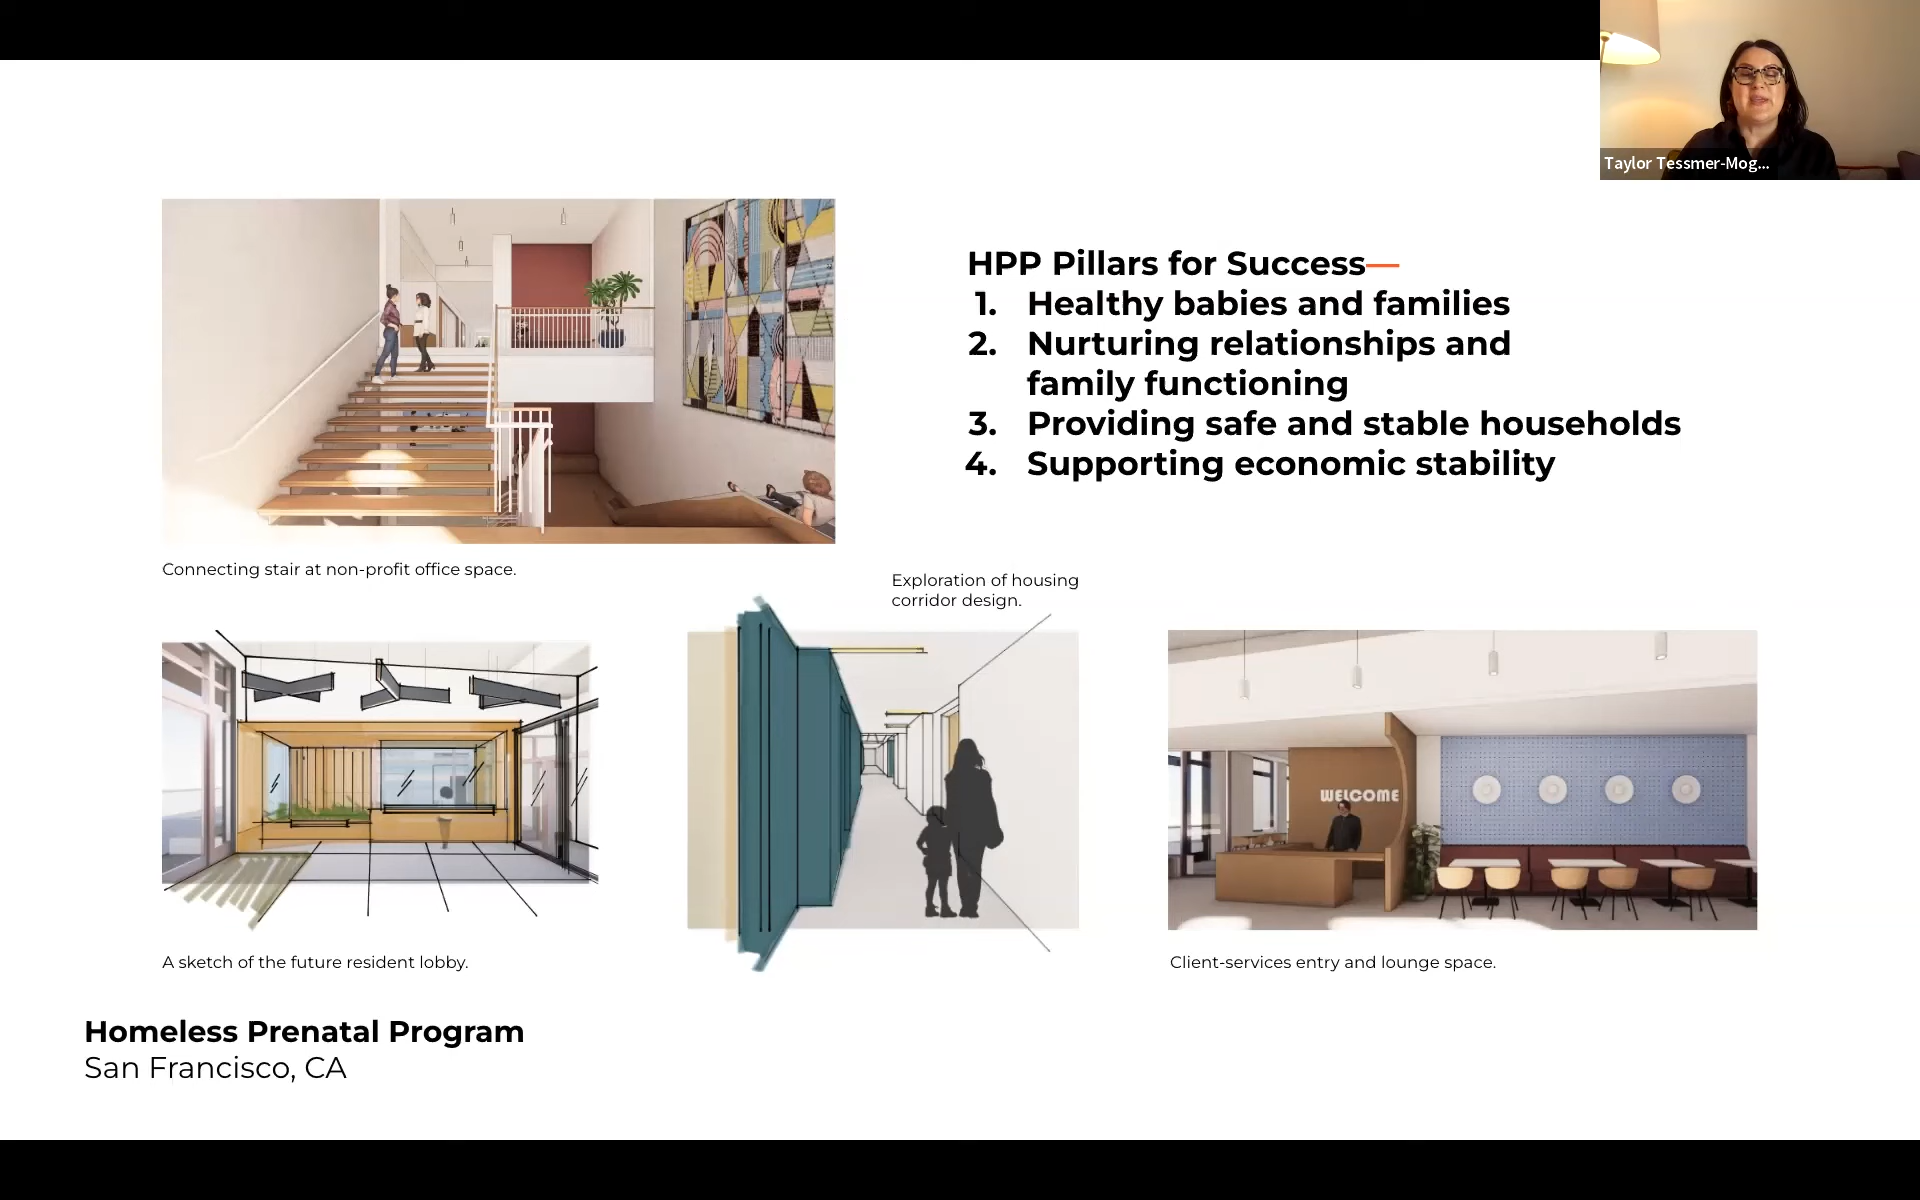 Taylor Tessmer-Mog...
HPP Pillars for Success—
1. Healthy babies and families
2. Nurturing relationships and
family functioning
3. Providing safe and stable households
4. Supporting economic stability
Connecting stair at non-profit office space.
Exploration of housing
corridor design.
WELCOME
A sketch of the future resident lobby.
Client-services entry and lounge space.
Homeless Prenatal Program
San Francisco, CA